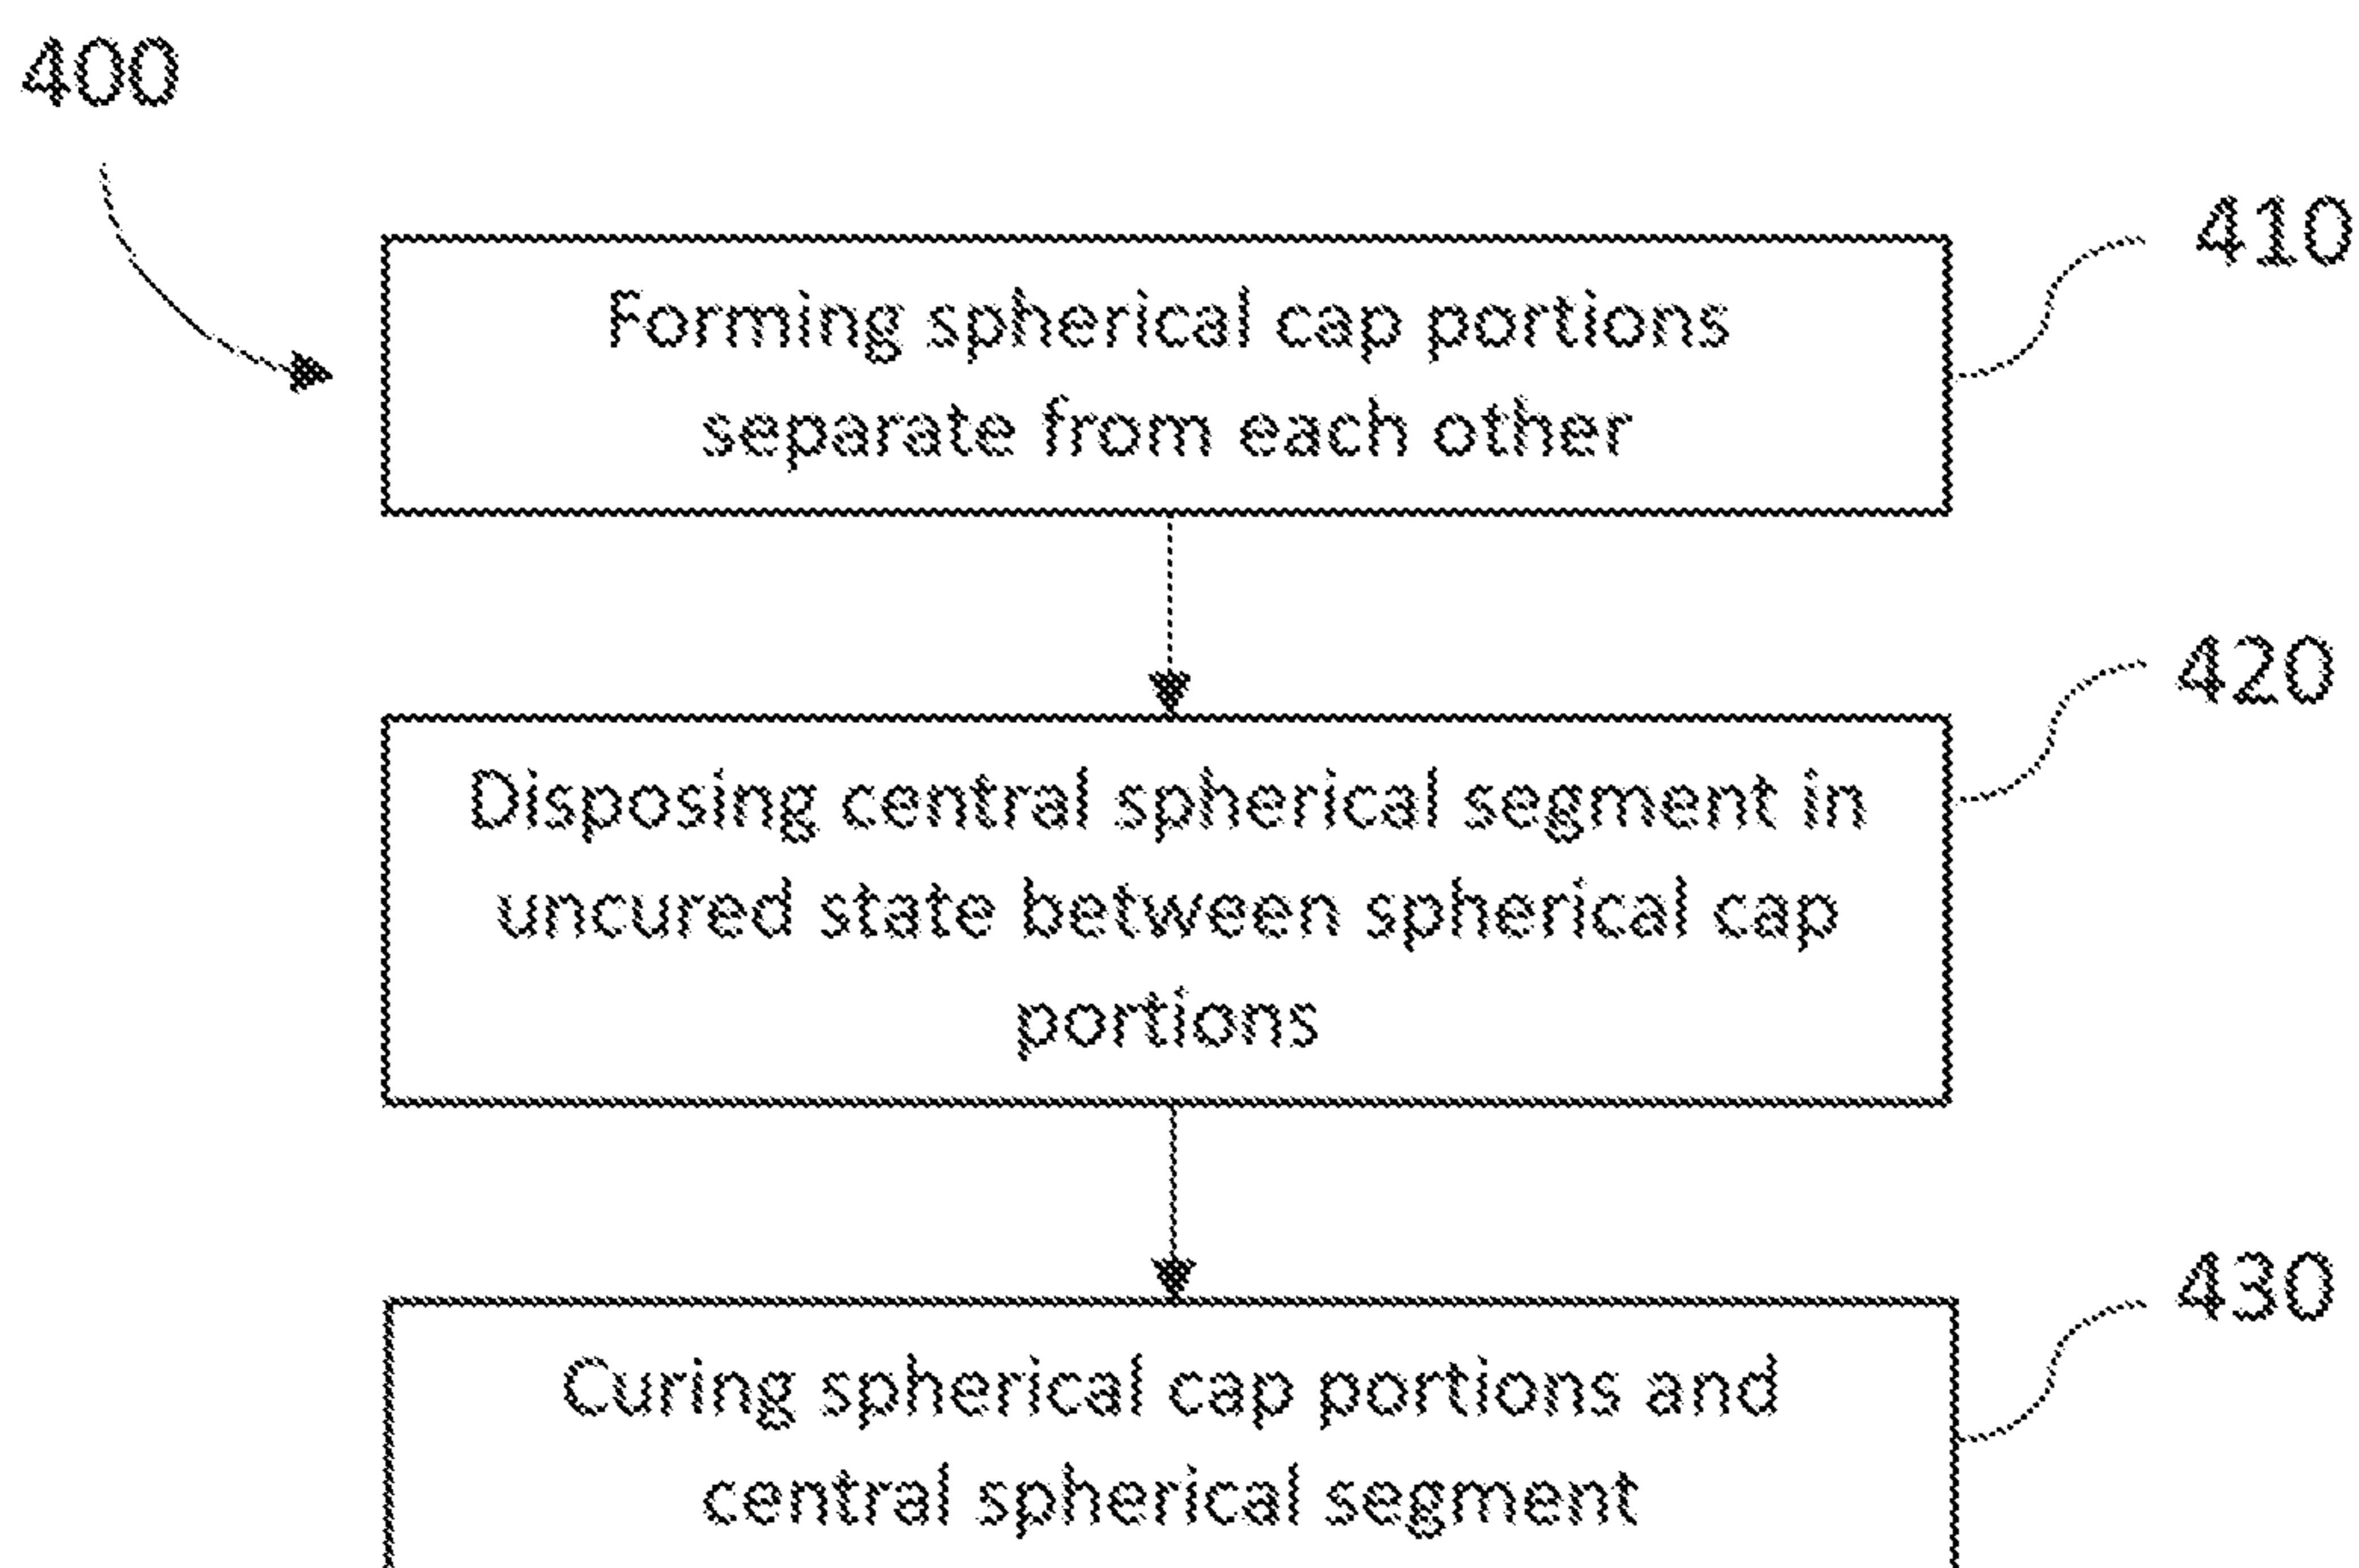 400
410
Forming spherical cap portions
separate from each other
420
Disposing central spherical segment in
uncured state between spherical cap
portions
430
Curing spherical cap portions and
central spherical segment